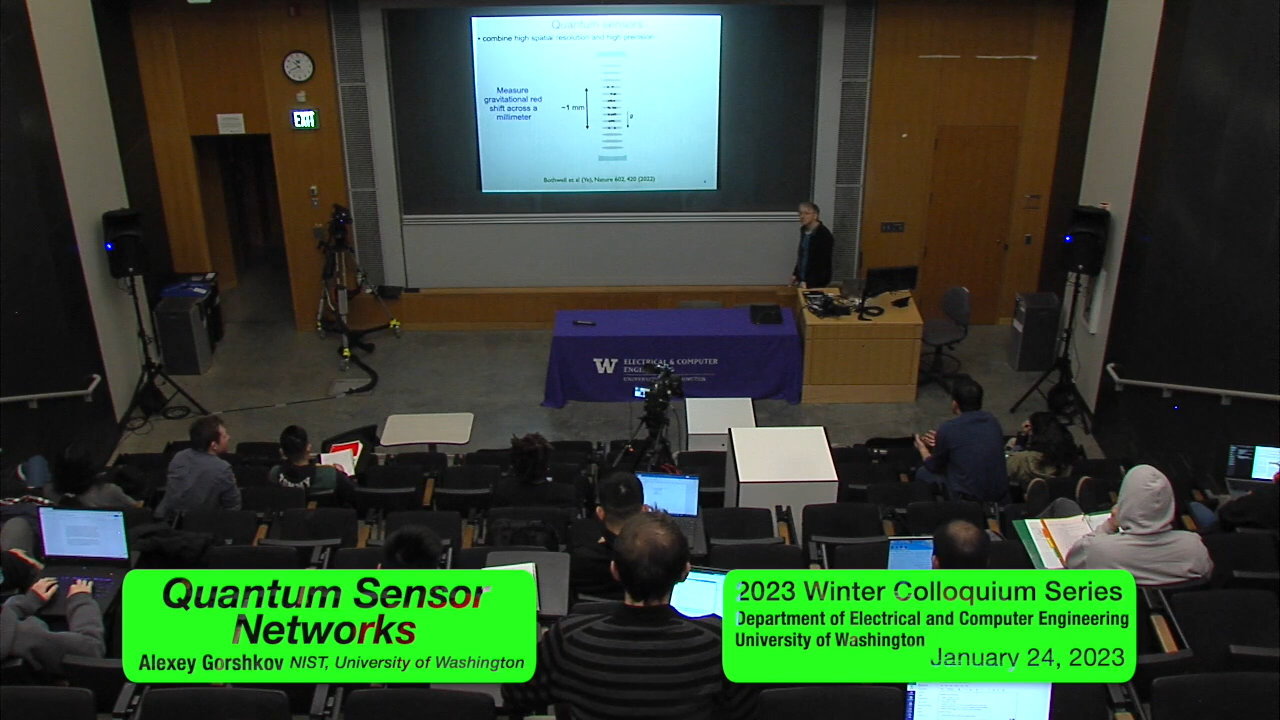 Quantum sensors
• combine high spatial resolution and high precision
Measure
gravitational red
shift across a
millimeter
~1 mm
g
Bothwell et al (Ye), Nature 602, 420 (2022)
EXIT
W ELECTRICAL & COMPUTER
Quantum Sensor
Networks
Alexey Gorshkov NIST, University of Washington
2023 Winter Colloquium Series
Department of Electrical and Computer Engineering
University of Washington
January 24, 2023